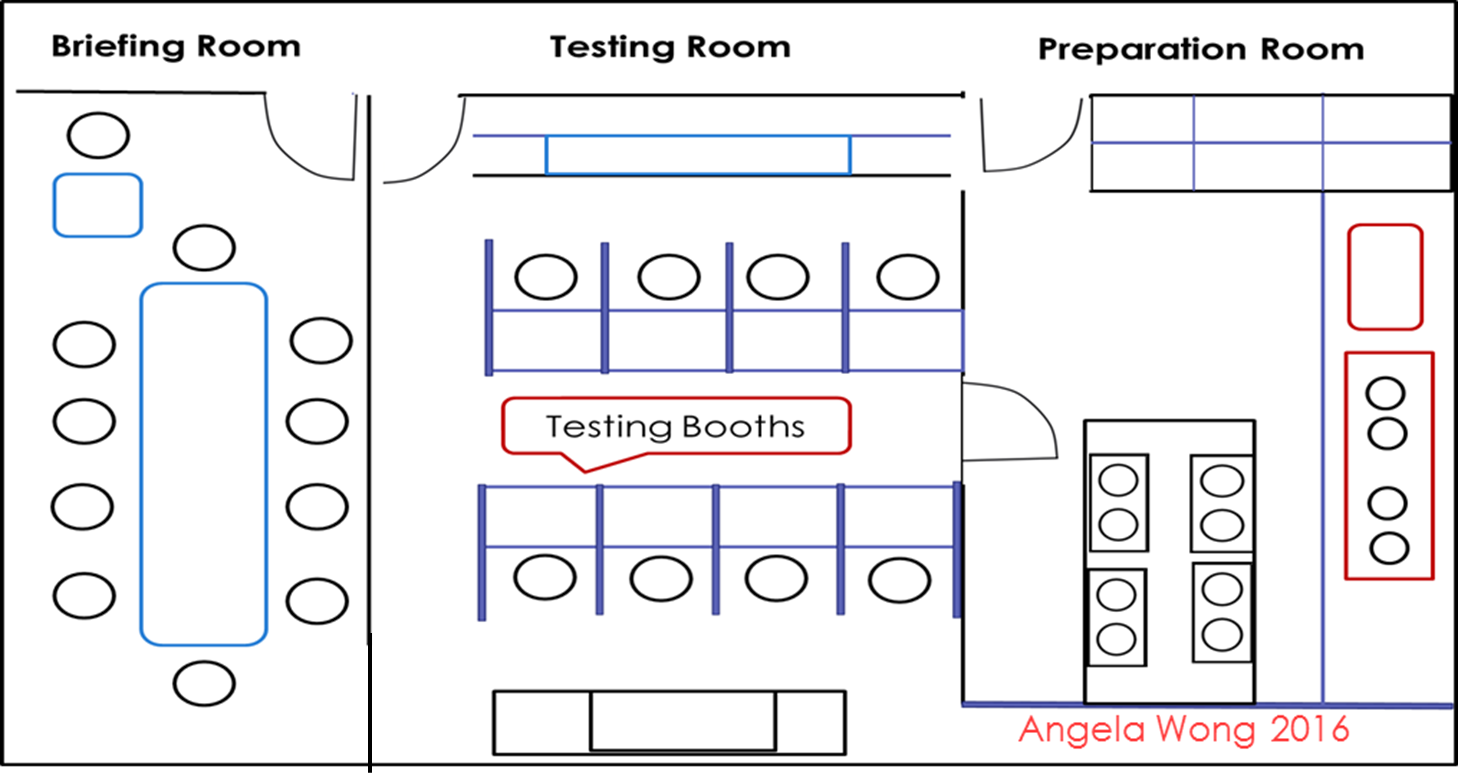 Briefing Room
Testing Room
Preparation Room
Testing Booths
Angela Wong 2016